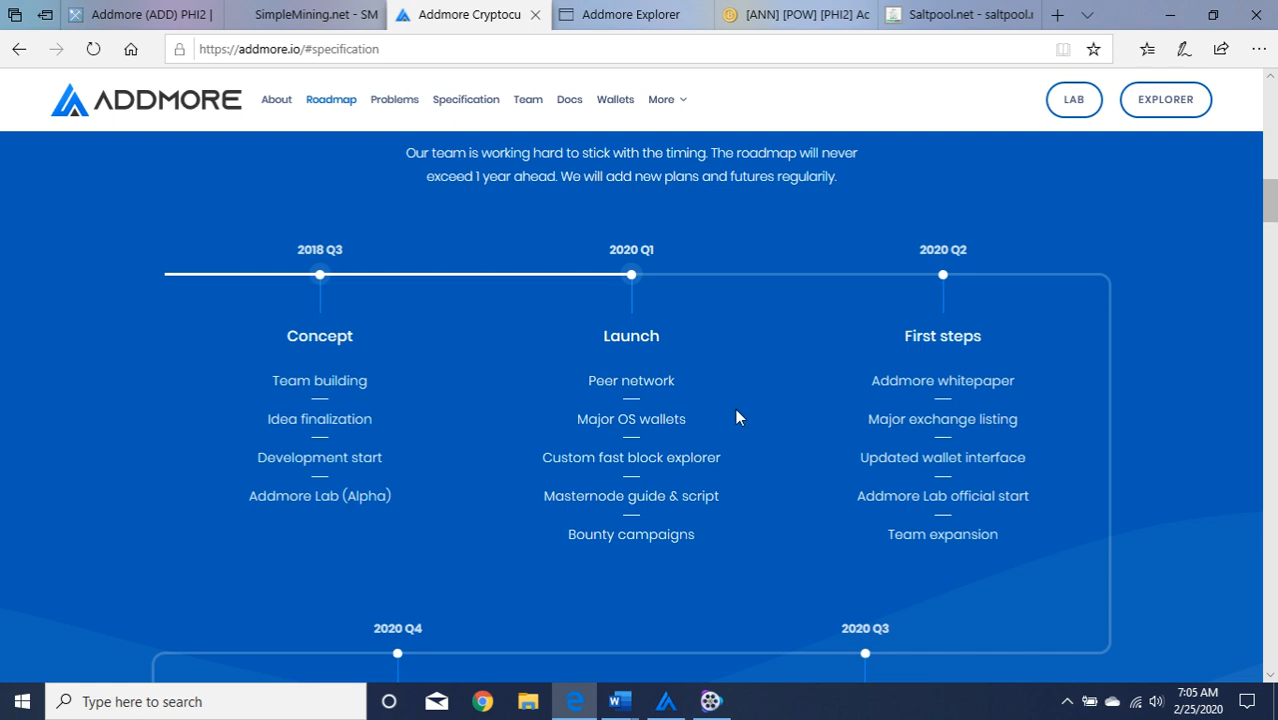 Addmore (ADD) PHI2 |
SimpleMining.net - SM
Addmore Cryptocu
Addmore Explorer
[ANN] [POW] [PHI2] Ac
Saltpool.net - saltpool.r
https://addmore.io/#specification
ADDMORE
About
Roadmap
Problems
Specification
Team
Docs
Wallets
More
LAB
EXPLORER
Our team is working hard to stick with the timing. The roadmap will never
exceed 1 year ahead. We will add new plans and futures regularily.
2018 Q3
Concept
Team building
Idea finalization
Development start
Addmore Lab (Alpha)
2020 Q1
Launch
Peer network
Major OS wallets
Custom fast block explorer
Masternode guide & script
Bounty campaigns
2020 Q2
First steps
Addmore whitepaper
Major exchange listing
Updated wallet interface
Addmore Lab official start
Team expansion
2020 Q4
2020 Q3
Type here to search
7:05 AM
2/25/2020